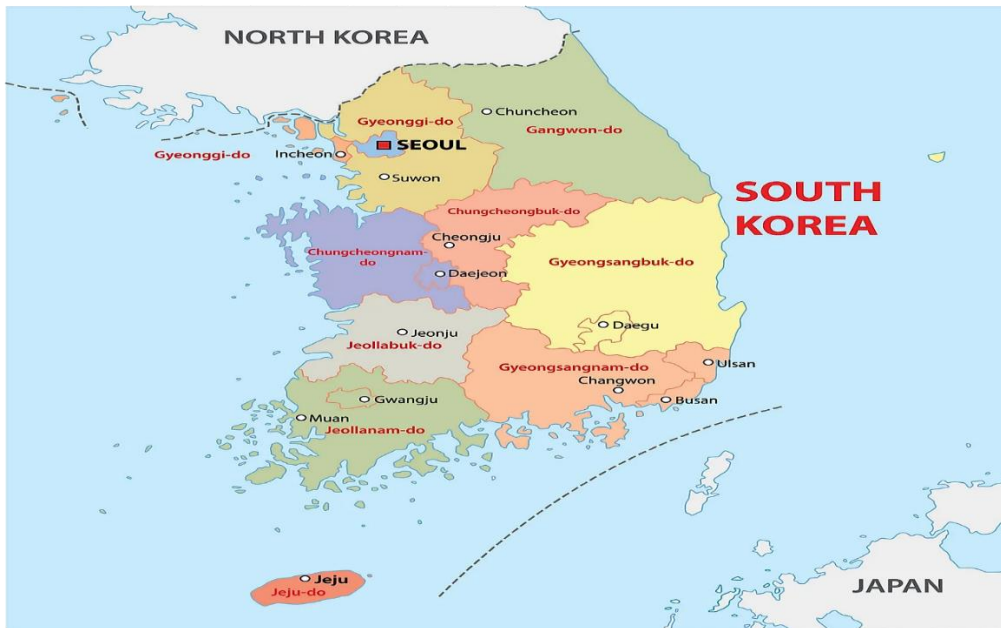 NORTH KOREA
Chuncheon
Gyeonggi-do
Gangwon-do
SEOUL
Gyeonggi-do
Incheon
Suwon
SOUTH
KOREA
Chungcheongbuk-do
Cheongju
Chungcheongnam-
do
Gyeongsangbuk-do
Daejeon
Daegu
Jeonju
Jeollabuk-do
Gyeongsangnam-do
Ulsan
Changwon
Gwangju
Busan
Muan
Jeollanam-do
Jeju
Jeju-do
JAPAN